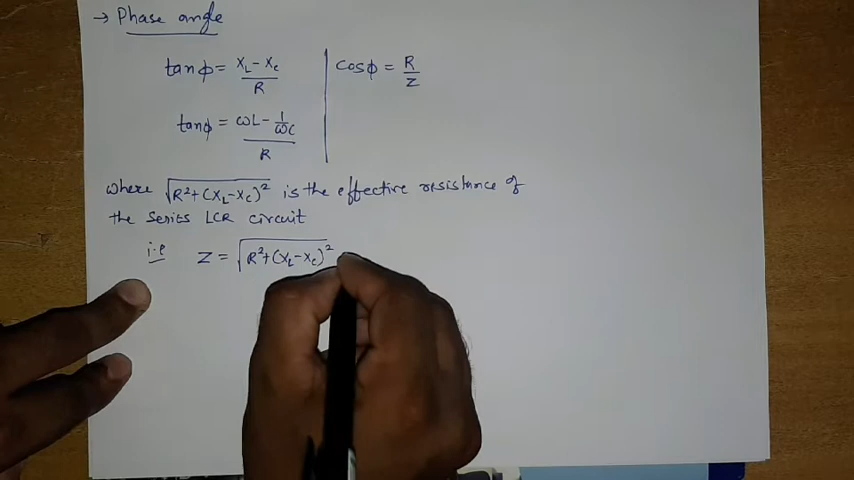 → Phase angle
tanϕ = X_L - X_C / R | cosϕ = R / Z
tanϕ = ωL - 1/ωC / R
where √R²+(X_L-X_C)² is the effective resistance of
the series LCR circuit
i.e Z = √R²+(X_L-X_C)²